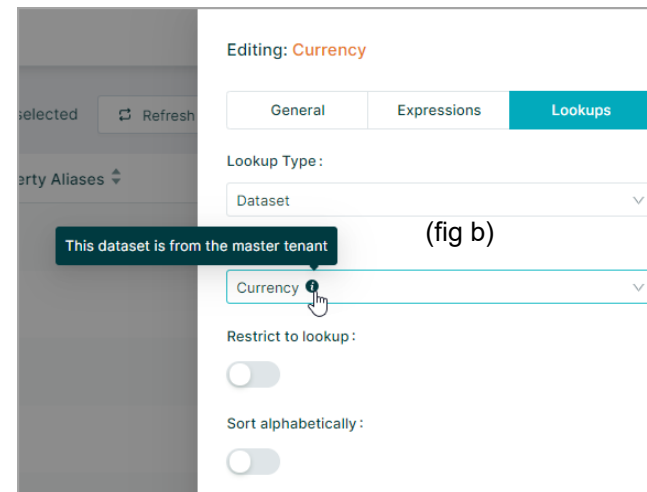 Editing: Currency
selected
Refresh
General
Expressions
Lookups
Lookup Type:
erty Aliases
Dataset
(fig b)
This dataset is from the master tenant
Currency
Restrict to lookup:
Sort alphabetically: